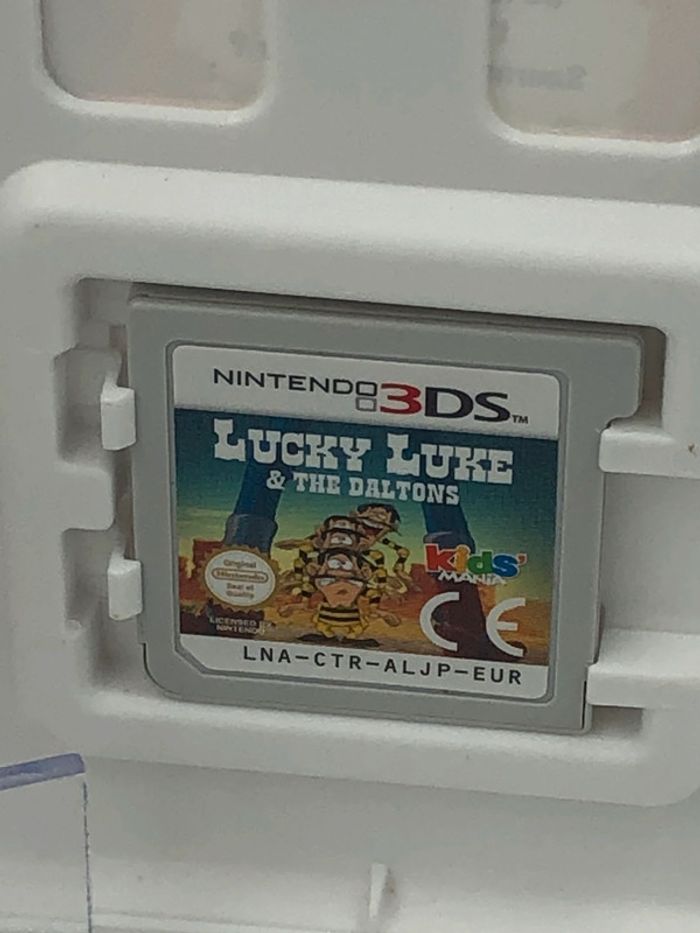 NINTENDO 3DS™
LUCKY LUKE
& THE DALTONS
Original
Nintendo
Seal of
Quality
LICENSED BY
NINTENDO
Kids'
MANIA
CE
LNA-CTR-ALJP-EUR